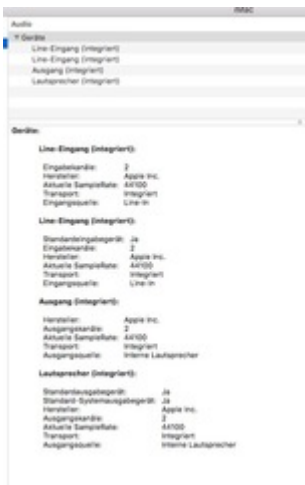 Audio
Geräte
Line-Eingang (integriert)
Line-Eingang (integriert)
Ausgang (integriert)
Lautsprecher (integriert)
Geräte:
Line-Eingang (integriert):
Eingabekanäle: 2
Hersteller: Apple Inc.
Aktuelle SampleRate: 44100
Transport: Integriert
Eingangsquelle: Line-In
Line-Eingang (integriert):
Standardeingabegerät: Ja
Eingabekanäle: 2
Hersteller: Apple Inc.
Aktuelle SampleRate: 44100
Transport: Integriert
Eingangsquelle: Line-In
Ausgang (integriert):
Hersteller: Apple Inc.
Ausgangskanäle: 2
Aktuelle SampleRate: 44100
Transport: Integriert
Ausgangsquelle: Interne Lautsprecher
Lautsprecher (integriert):
Standardausgabegerät: Ja
Standard-Systemausgabegerät: Ja
Hersteller: Apple Inc.
Ausgangskanäle: 2
Aktuelle SampleRate: 44100
Transport: Integriert
Ausgangsquelle: Interne Lautsprecher